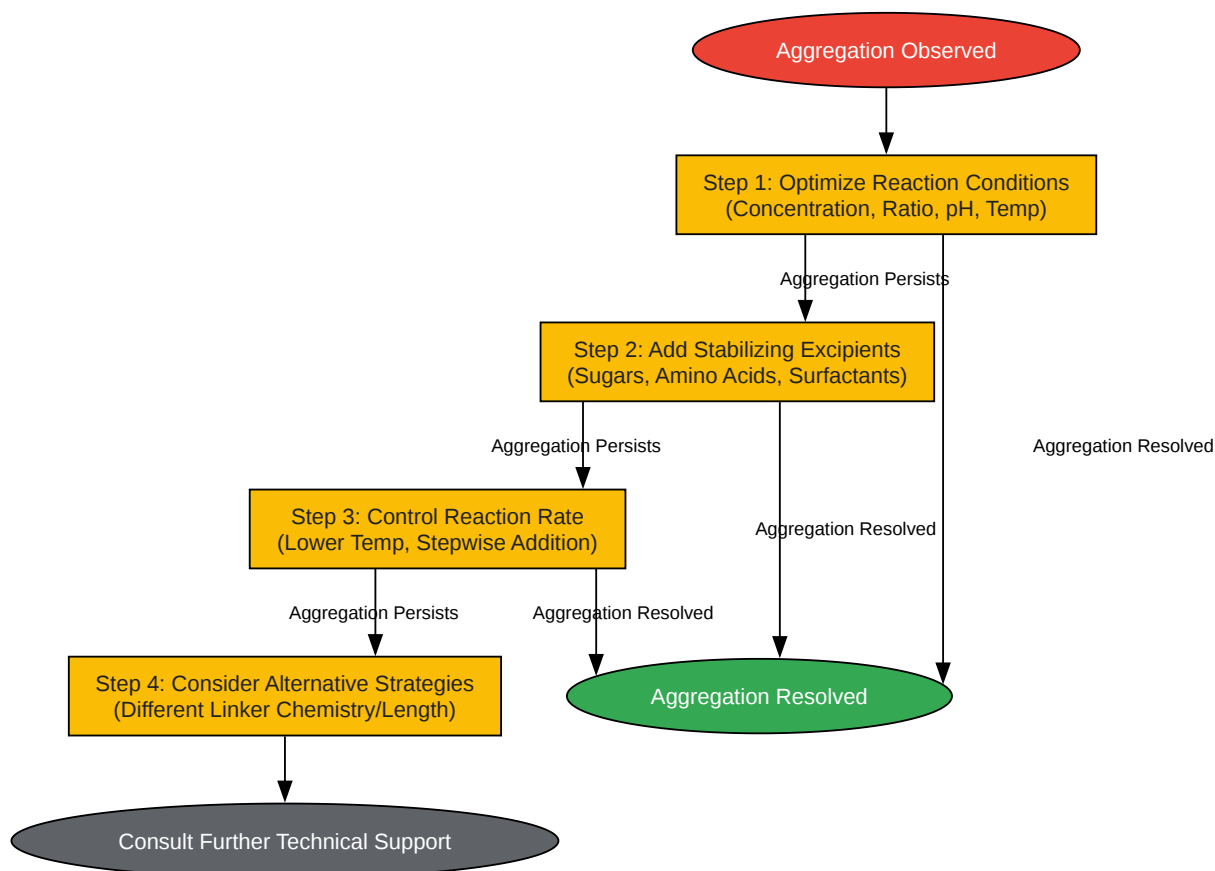 Aggregation Observed
Step 1: Optimize Reaction Conditions
(Concentration, Ratio, pH, Temp)
Aggregation Persists
Step 2: Add Stabilizing Excipients
(Sugars, Amino Acids, Surfactants)
Aggregation Persists
Aggregation Resolved
Step 3: Control Reaction Rate
(Lower Temp, Stepwise Addition)
Aggregation Resolved
Aggregation Persists
Aggregation Resolved
Step 4: Consider Alternative Strategies
(Different Linker Chemistry/Length)
Aggregation Resolved
Consult Further Technical Support